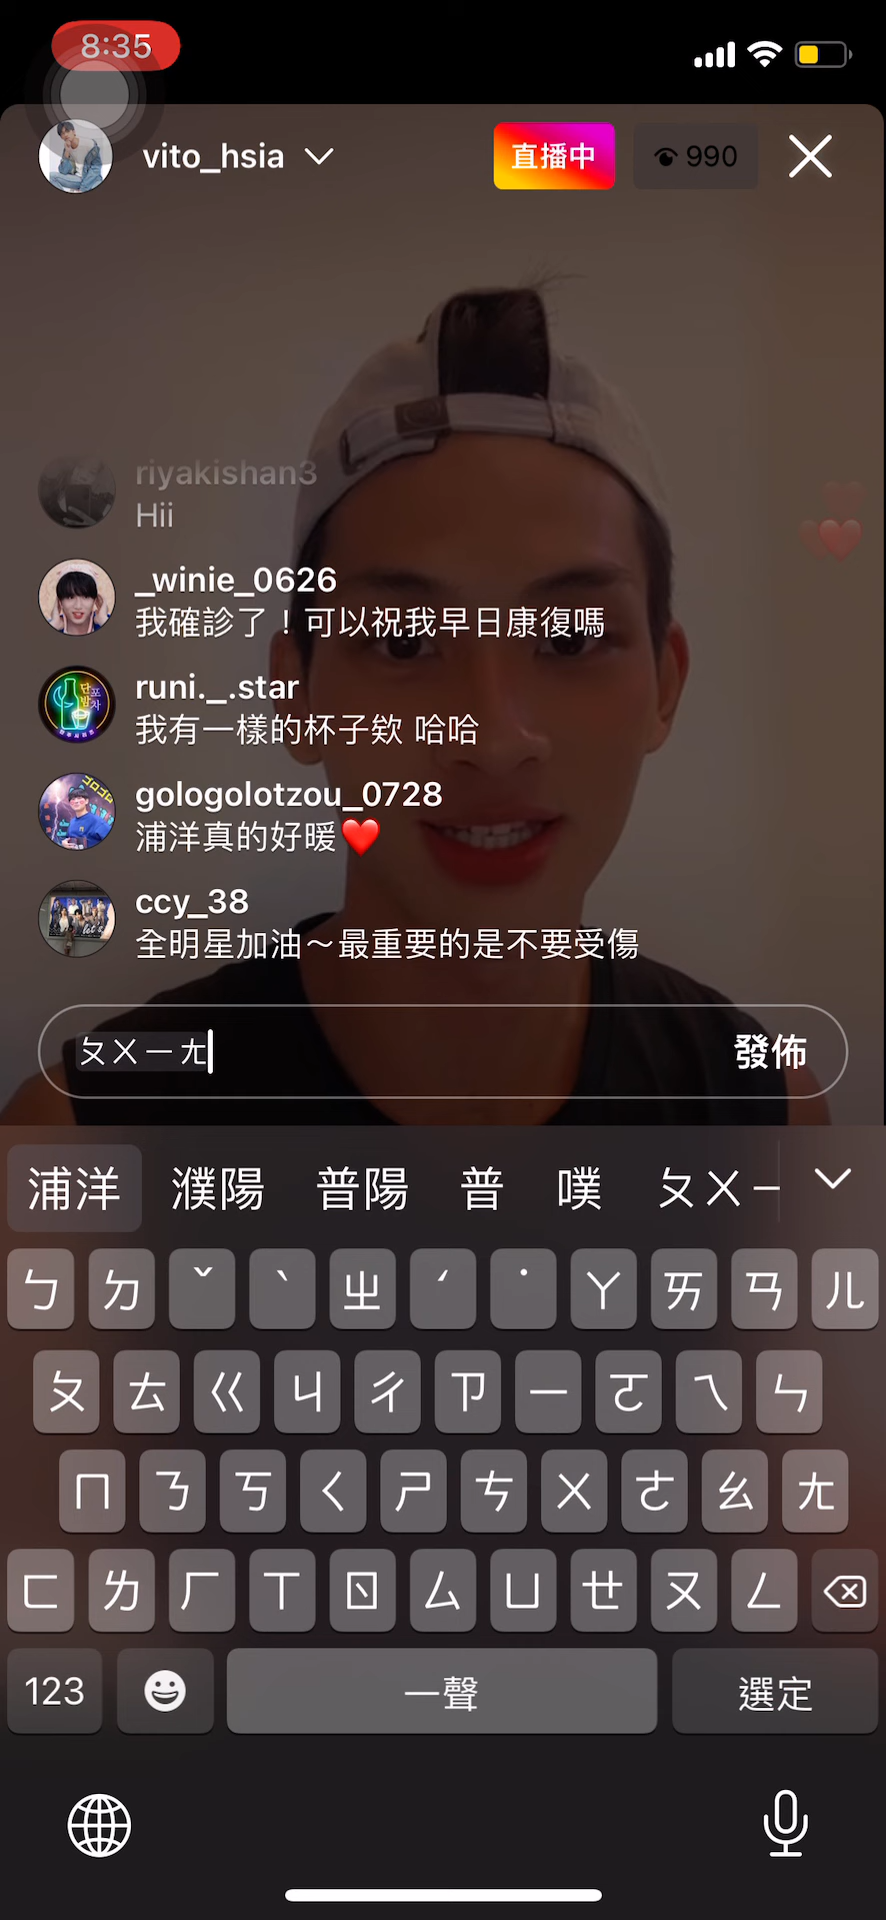 8:35
vito_hsia
直播中
990
riyakishan3
Hii
_winie_0626
我確診了！可以祝我早日康復嗎
runi._.star
我有一樣的杯子欸 哈哈
gologolotzou_0728
浦洋真的好暖❤️
ccy_38
全明星加油～最重要的是不要受傷
ㄆㄨㄧㄤ
發佈
浦洋 濮陽 普陽 普 噗 ㄆㄨㄧ
ㄅ ㄉ ˇ ˋ ㄓ ˊ ˙ ㄚ ㄞ ㄢ ㄦ
ㄆ ㄊ ㄍ ㄐ ㄔ ㄗ ㄧ ㄛ ㄟ ㄣ
ㄇ ㄋ ㄎ ㄑ ㄕ ㄘ ㄨ ㄜ ㄠ ㄤ
ㄈ ㄌ ㄏ ㄒ ㄖ ㄙ ㄩ ㄝ ㄡ ㄥ
123 一聲 選定